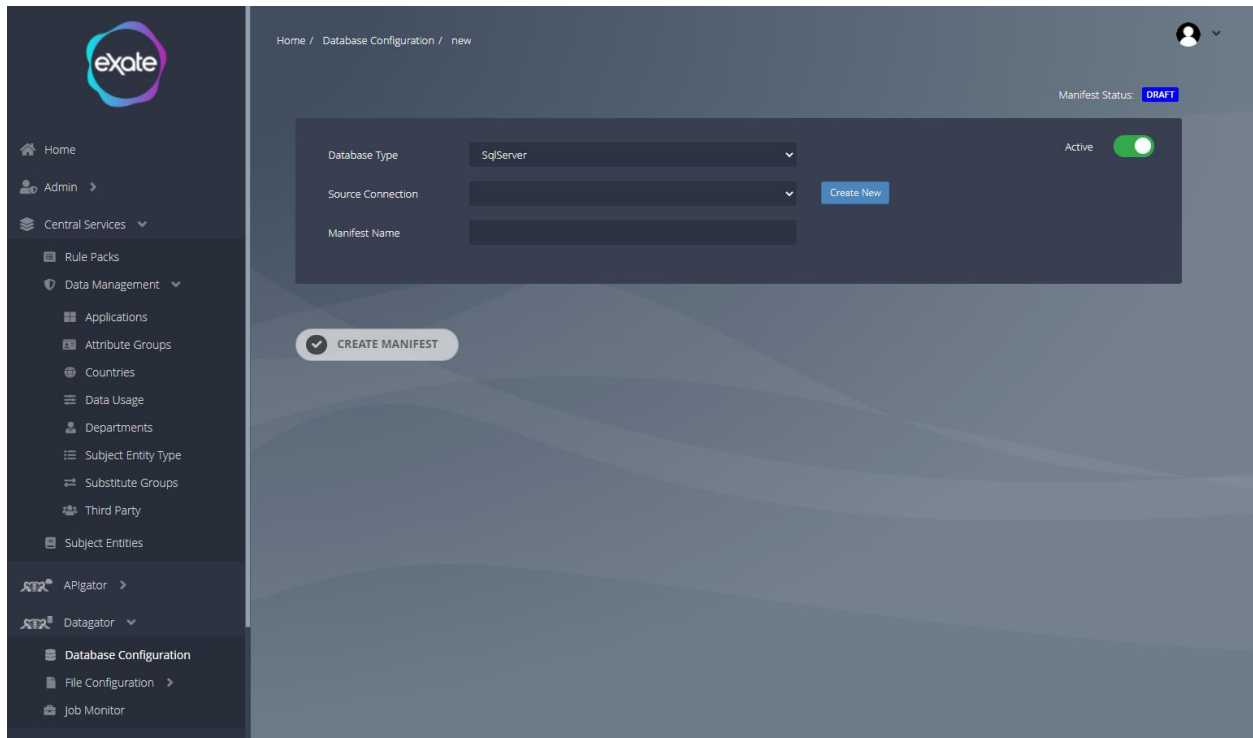 exate
Home / Database Configuration / new
Manifest Status: DRAFT
Home
Admin
Central Services
Rule Packs
Data Management
Applications
Attribute Groups
Countries
Data Usage
Departments
Subject Entity Type
Substitute Groups
Third Party
Subject Entities
APIgator
Datagator
Database Configuration
File Configuration
Job Monitor
Database Type SqlServer
Active
Source Connection Create New
Manifest Name
CREATE MANIFEST